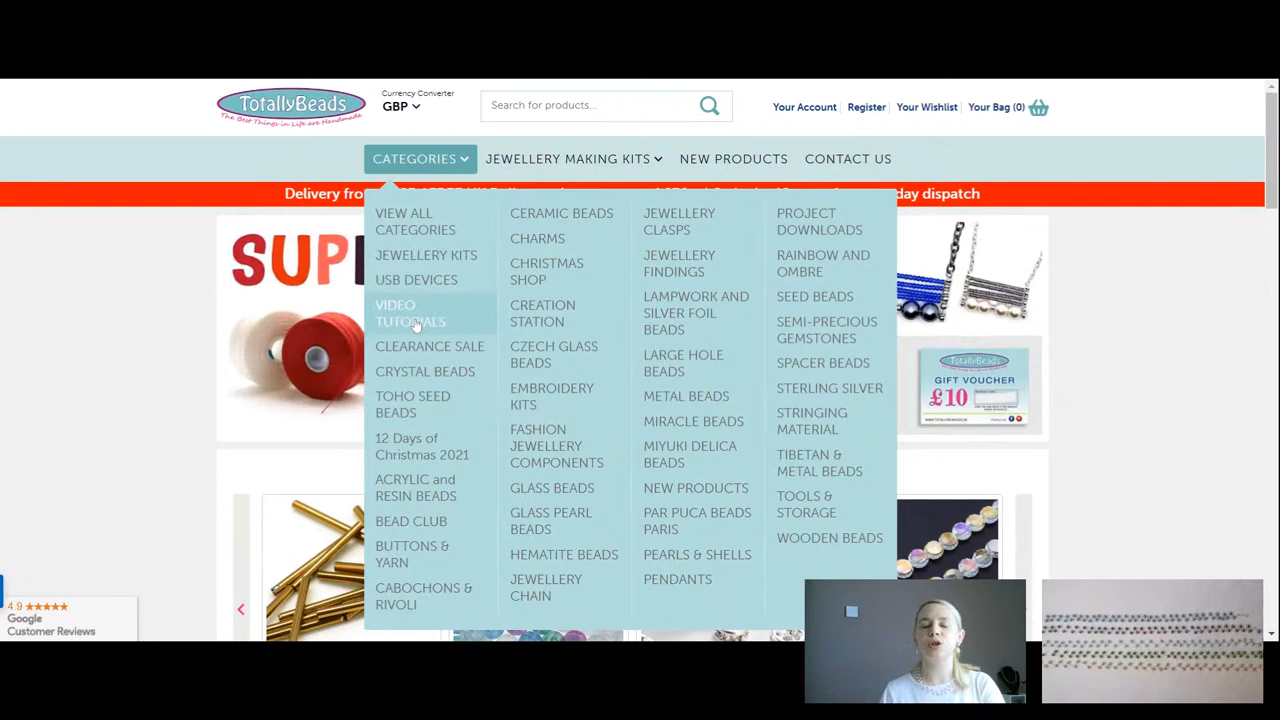 TotallyBeads
The Best Things in Life are Handmade
Currency Converter
GBP
Search for products...
Your Account
Register
Your Wishlist
Your Bag (0)
CATEGORIES
JEWELLERY MAKING KITS
NEW PRODUCTS
CONTACT US
Delivery
day dispatch
VIEW ALL
CATEGORIES
JEWELLERY KITS
USB DEVICES
VIDEO
TUTORIALS
CLEARANCE SALE
CRYSTAL BEADS
TOHO SEED
BEADS
12 Days of
Christmas 2021
ACRYLIC and
RESIN BEADS
BEAD CLUB
BUTTONS &
YARN
CABOCHONS &
RIVOLI
CERAMIC BEADS
CHARMS
CHRISTMAS
SHOP
CREATION
STATION
CZECH GLASS
BEADS
EMBROIDERY
KITS
FASHION
JEWELLERY
COMPONENTS
GLASS BEADS
GLASS PEARL
BEADS
HEMATITE BEADS
JEWELLERY
CHAIN
JEWELLERY
CLASPS
JEWELLERY
FINDINGS
LAMPWORK AND
SILVER FOIL
BEADS
LARGE HOLE
BEADS
METAL BEADS
MIRACLE BEADS
MIYUKI DELICA
BEADS
NEW PRODUCTS
PAR PUCA BEADS
PARIS
PEARLS & SHELLS
PENDANTS
PROJECT
DOWNLOADS
RAINBOW AND
OMBRE
SEED BEADS
SEMI-PRECIOUS
GEMSTONES
SPACER BEADS
STERLING SILVER
STRINGING
MATERIAL
TIBETAN &
METAL BEADS
TOOLS &
STORAGE
WOODEN BEADS
GIFT VOUCHER
£10
4.9
Google
Customer Reviews